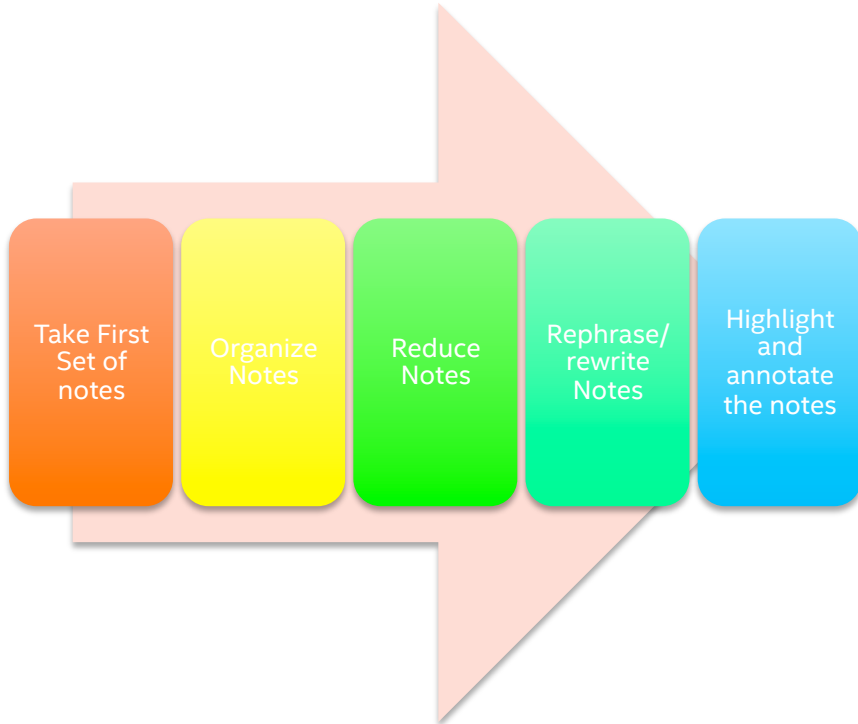 Take First
Set of
notes
Organize
Notes
Reduce
Notes
Rephrase/
rewrite
Notes
Highlight
and
annotate
the notes